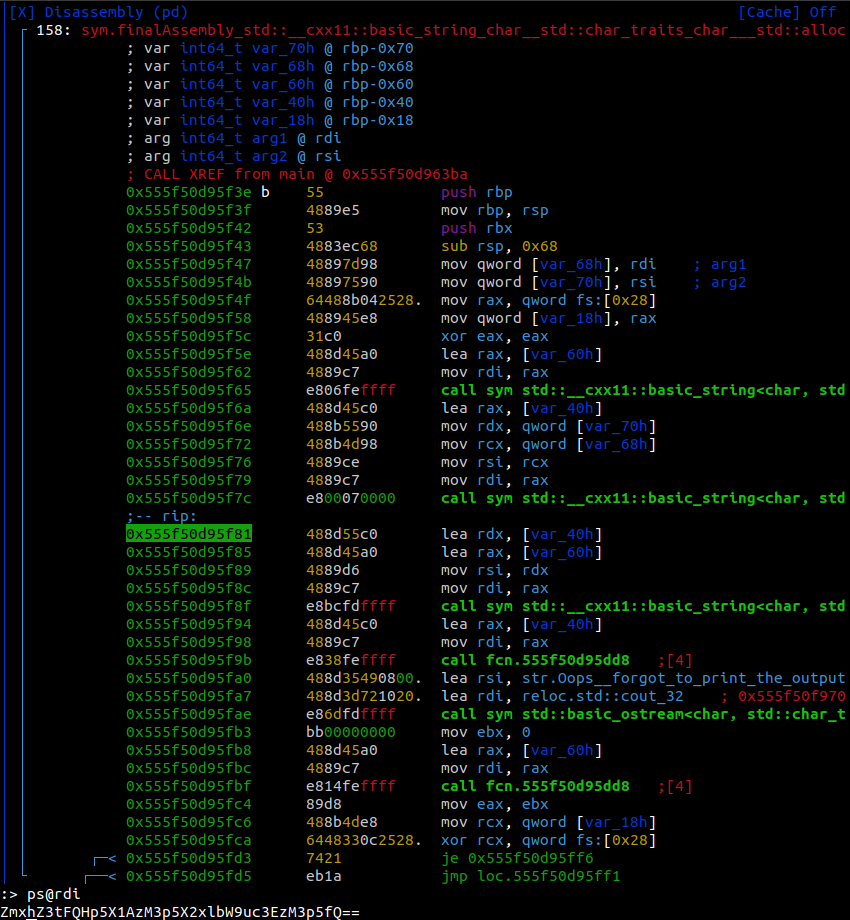 [X] Disassembly (pd) [Cache] Off
158: sym.finalAssembly_std::__cxx11::basic_string_char__std::char_traits_char___std::alloc
; var int64_t var_70h @ rbp-0x70
; var int64_t var_68h @ rbp-0x68
; var int64_t var_60h @ rbp-0x60
; var int64_t var_40h @ rbp-0x40
; var int64_t var_18h @ rbp-0x18
; arg int64_t arg1 @ rdi
; arg int64_t arg2 @ rsi
; CALL XREF from main @ 0x555f50d963ba
0x555f50d95f3e b 55 push rbp
0x555f50d95f3f 4889e5 mov rbp, rsp
0x555f50d95f42 53 push rbx
0x555f50d95f43 4883ec68 sub rsp, 0x68
0x555f50d95f47 48897d98 mov qword [var_68h], rdi ; arg1
0x555f50d95f4b 48897590 mov qword [var_70h], rsi ; arg2
0x555f50d95f4f 64488b042528. mov rax, qword fs:[0x28]
0x555f50d95f58 488945e8 mov qword [var_18h], rax
0x555f50d95f5c 31c0 xor eax, eax
0x555f50d95f5e 488d45a0 lea rax, [var_60h]
0x555f50d95f62 4889c7 mov rdi, rax
0x555f50d95f65 e806feffff call sym std::__cxx11::basic_string<char, std
0x555f50d95f6a 488d45c0 lea rax, [var_40h]
0x555f50d95f6e 488b5590 mov rdx, qword [var_70h]
0x555f50d95f72 488b4d98 mov rcx, qword [var_68h]
0x555f50d95f76 4889ce mov rsi, rcx
0x555f50d95f79 4889c7 mov rdi, rax
0x555f50d95f7c e800070000 call sym std::__cxx11::basic_string<char, std
;-- rip:
0x555f50d95f81 488d55c0 lea rdx, [var_40h]
0x555f50d95f85 488d45a0 lea rax, [var_60h]
0x555f50d95f89 4889d6 mov rsi, rdx
0x555f50d95f8c 4889c7 mov rdi, rax
0x555f50d95f8f e8bcfdffff call sym std::__cxx11::basic_string<char, std
0x555f50d95f94 488d45c0 lea rax, [var_40h]
0x555f50d95f98 4889c7 mov rdi, rax
0x555f50d95f9b e838feffff call fcn.555f50d95dd8 ;[4]
0x555f50d95fa0 488d35490800. lea rsi, str.Oops__forgot_to_print_the_output
0x555f50d95fa7 488d3d721020. lea rdi, reloc.std::cout_32 ; 0x555f50f970
0x555f50d95fae e86dfdffff call sym std::basic_ostream<char, std::char_t
0x555f50d95fb3 bb00000000 mov ebx, 0
0x555f50d95fb8 488d45a0 lea rax, [var_60h]
0x555f50d95fbc 4889c7 mov rdi, rax
0x555f50d95fbf e814feffff call fcn.555f50d95dd8 ;[4]
0x555f50d95fc4 89d8 mov eax, ebx
0x555f50d95fc6 488b4de8 mov rcx, qword [var_18h]
0x555f50d95fca 6448330c2528. xor rcx, qword fs:[0x28]
0x555f50d95fd3 7421 je 0x555f50d95ff6
0x555f50d95fd5 eb1a jmp loc.555f50d95ff1
:> ps@rdi
ZmxhZ3tFQHp5X1AzM3p5X2xlbW9uc3EzM3p5fQ==